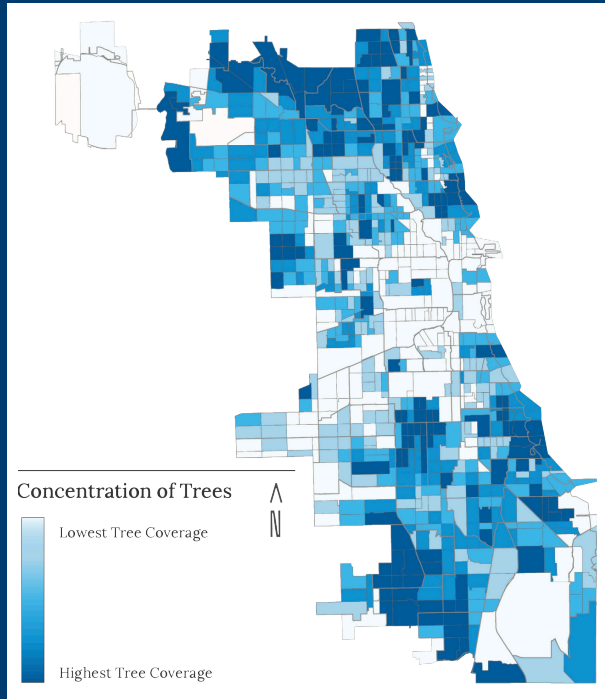 Concentration of Trees
N
Lowest Tree Coverage
Highest Tree Coverage